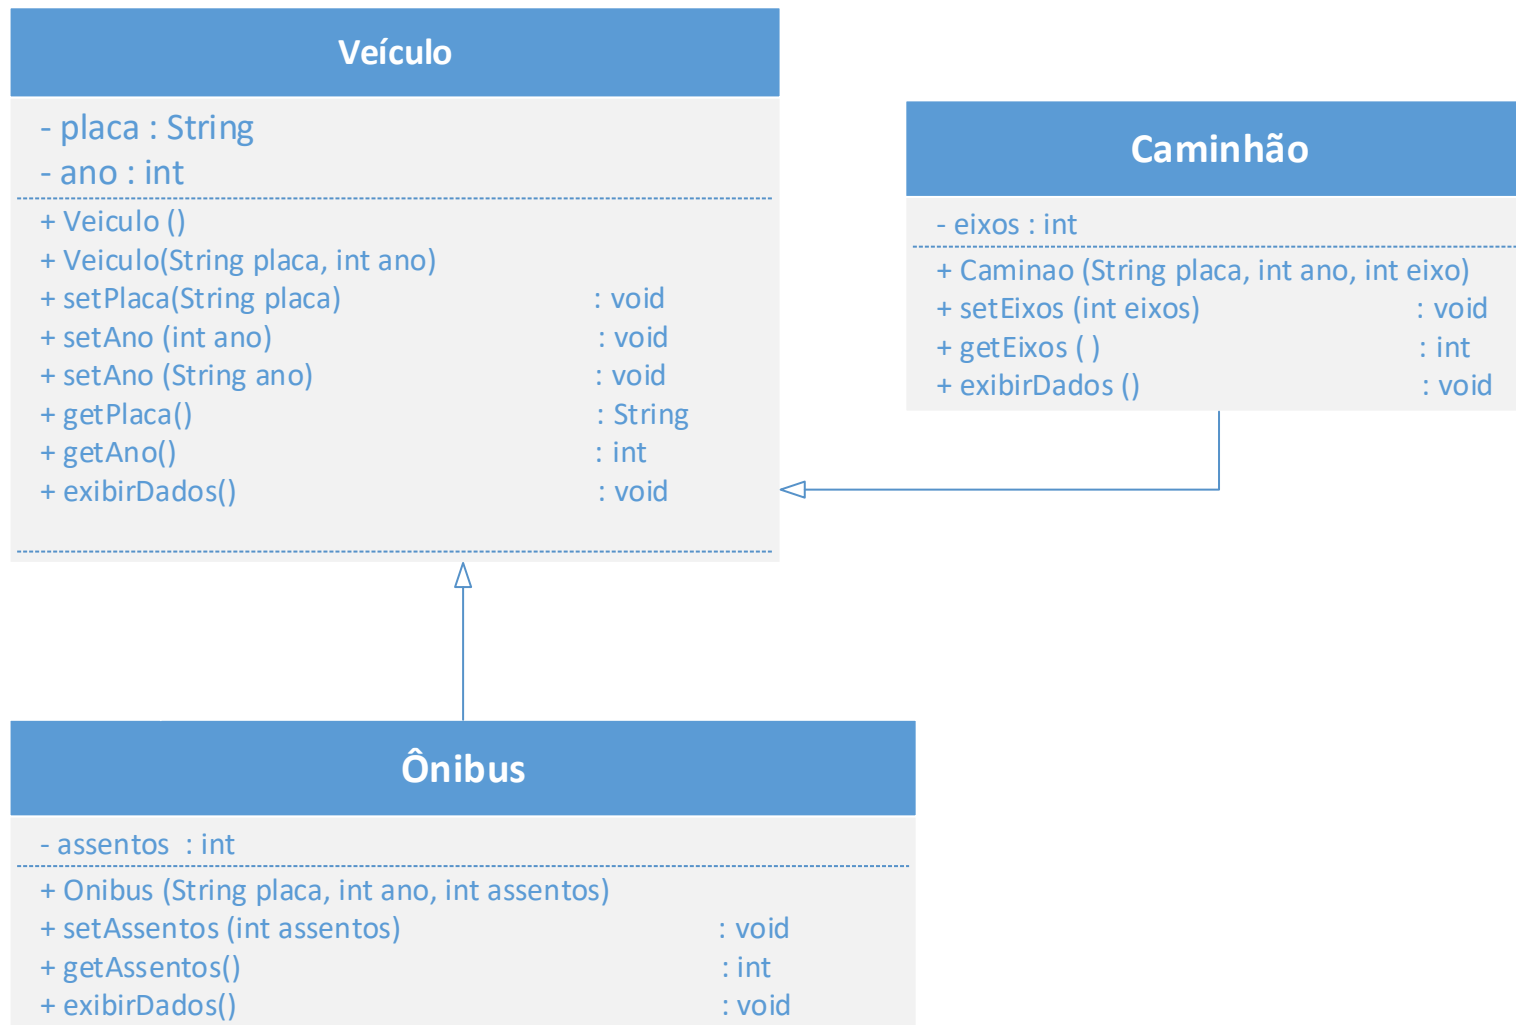 Veículo
- placa : String
- ano : int
+ Veiculo ()
+ Veiculo(String placa, int ano)
+ setPlaca(String placa) : void
+ setAno (int ano) : void
+ setAno (String ano) : void
+ getPlaca() : String
+ getAno() : int
+ exibirDados() : void
Caminhão
- eixos : int
+ Caminao (String placa, int ano, int eixo)
+ setEixos (int eixos) : void
+ getEixos ( ) : int
+ exibirDados () : void
Ônibus
- assentos : int
+ Onibus (String placa, int ano, int assentos)
+ setAssentos (int assentos) : void
+ getAssentos() : int
+ exibirDados() : void